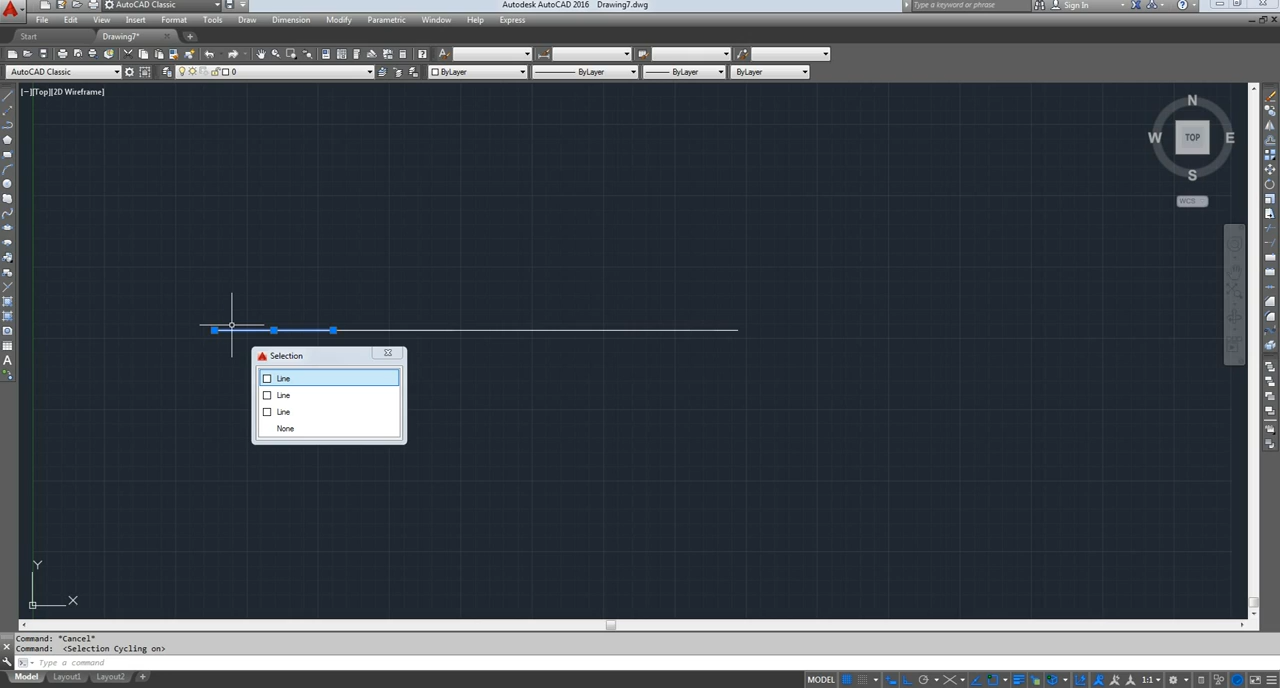 AutoCAD Classic Autodesk AutoCAD 2016 Drawing7.dwg Type a keyword or phrase Sign In
File Edit View Insert Format Tools Draw Dimension Modify Parametric Window Help Express
Start Drawing7*
AutoCAD Classic 0 ByLayer ByLayer ByLayer ByLayer
[−][Top][2D Wireframe]
N
W TOP E
S
WCS
Selection
Line
Line
Line
None
Y
X
Command: *Cancel*
Command: <Selection Cycling on>
Type a command
Model Layout1 Layout2 MODEL 1:1